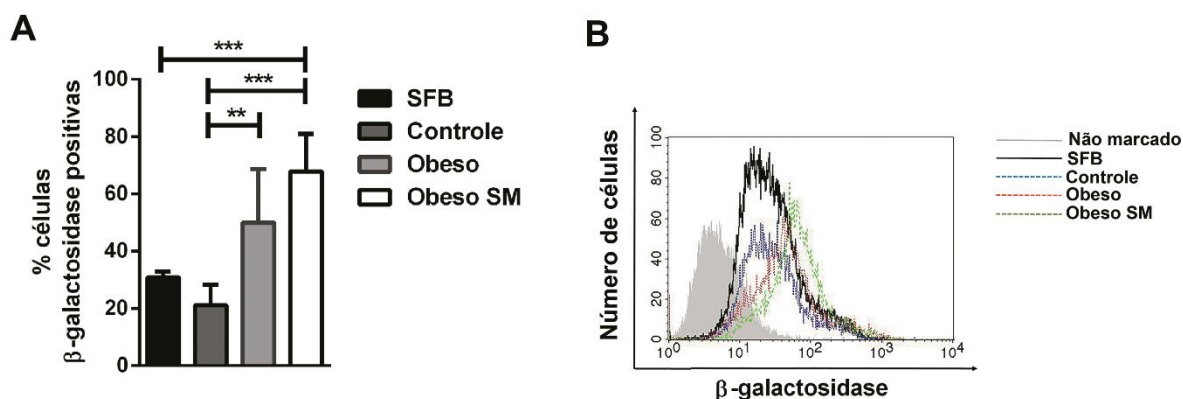 A
***
***
**
100
80
60
40
20
0
% células
β-galactosidase positivas
SFB
Controle
Obeso
Obeso SM
B
Número de células
100
80
60
40
20
0
10⁰ 10¹ 10² 10³ 10⁴
β-galactosidase
Não marcado
SFB
Controle
Obeso
Obeso SM